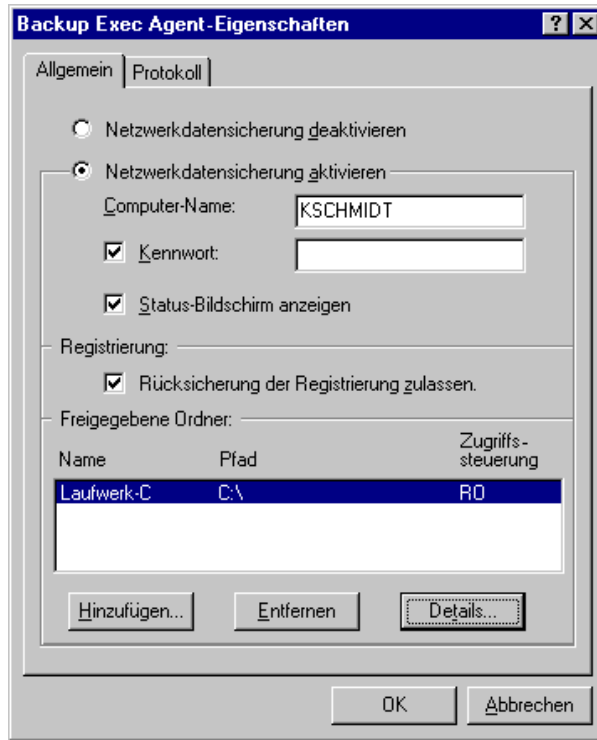 Backup Exec Agent-Eigenschaften
Allgemein Protokoll
Netzwerkdatensicherung deaktivieren
Netzwerkdatensicherung aktivieren
Computer-Name: KSCHMIDT
Kennwort:
Status-Bildschirm anzeigen
Registrierung:
Rücksicherung der Registrierung zulassen.
Freigegebene Ordner:
Name Pfad Zugriffs-
steuerung
Laufwerk-C C:\ RO
Hinzufügen... Entfernen Details...
OK Abbrechen